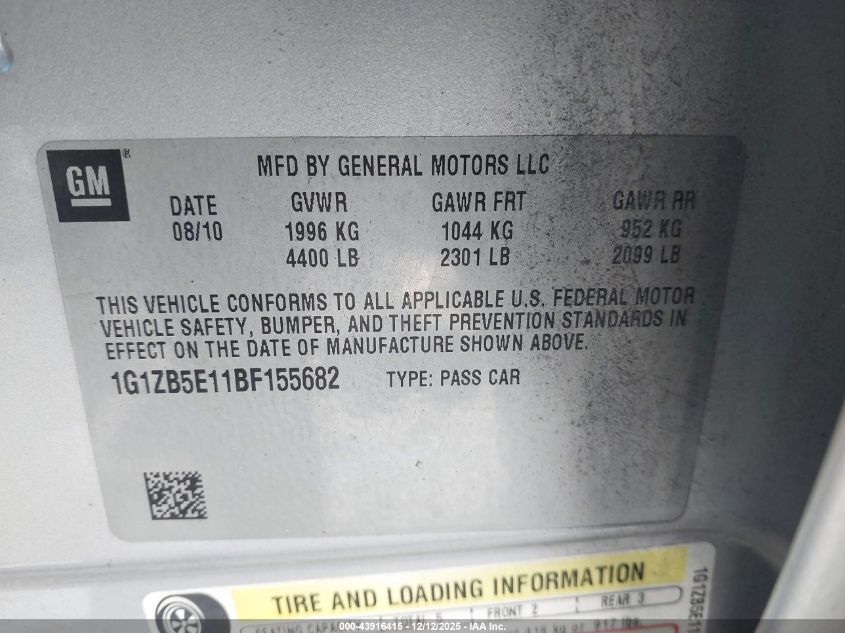 GM ®
MFD BY GENERAL MOTORS LLC
DATE GVWR GAWR FRT GAWR RR
08/10 1996 KG 1044 KG 952 KG
4400 LB 2301 LB 2099 LB
THIS VEHICLE CONFORMS TO ALL APPLICABLE U.S. FEDERAL MOTOR
VEHICLE SAFETY, BUMPER, AND THEFT PREVENTION STANDARDS IN
EFFECT ON THE DATE OF MANUFACTURE SHOWN ABOVE.
1G1ZB5E11BF155682 TYPE: PASS CAR
TIRE AND LOADING INFORMATION
FRONT 2 REAR 3
000-43916415 - 12/12/2025 - IAAI.com